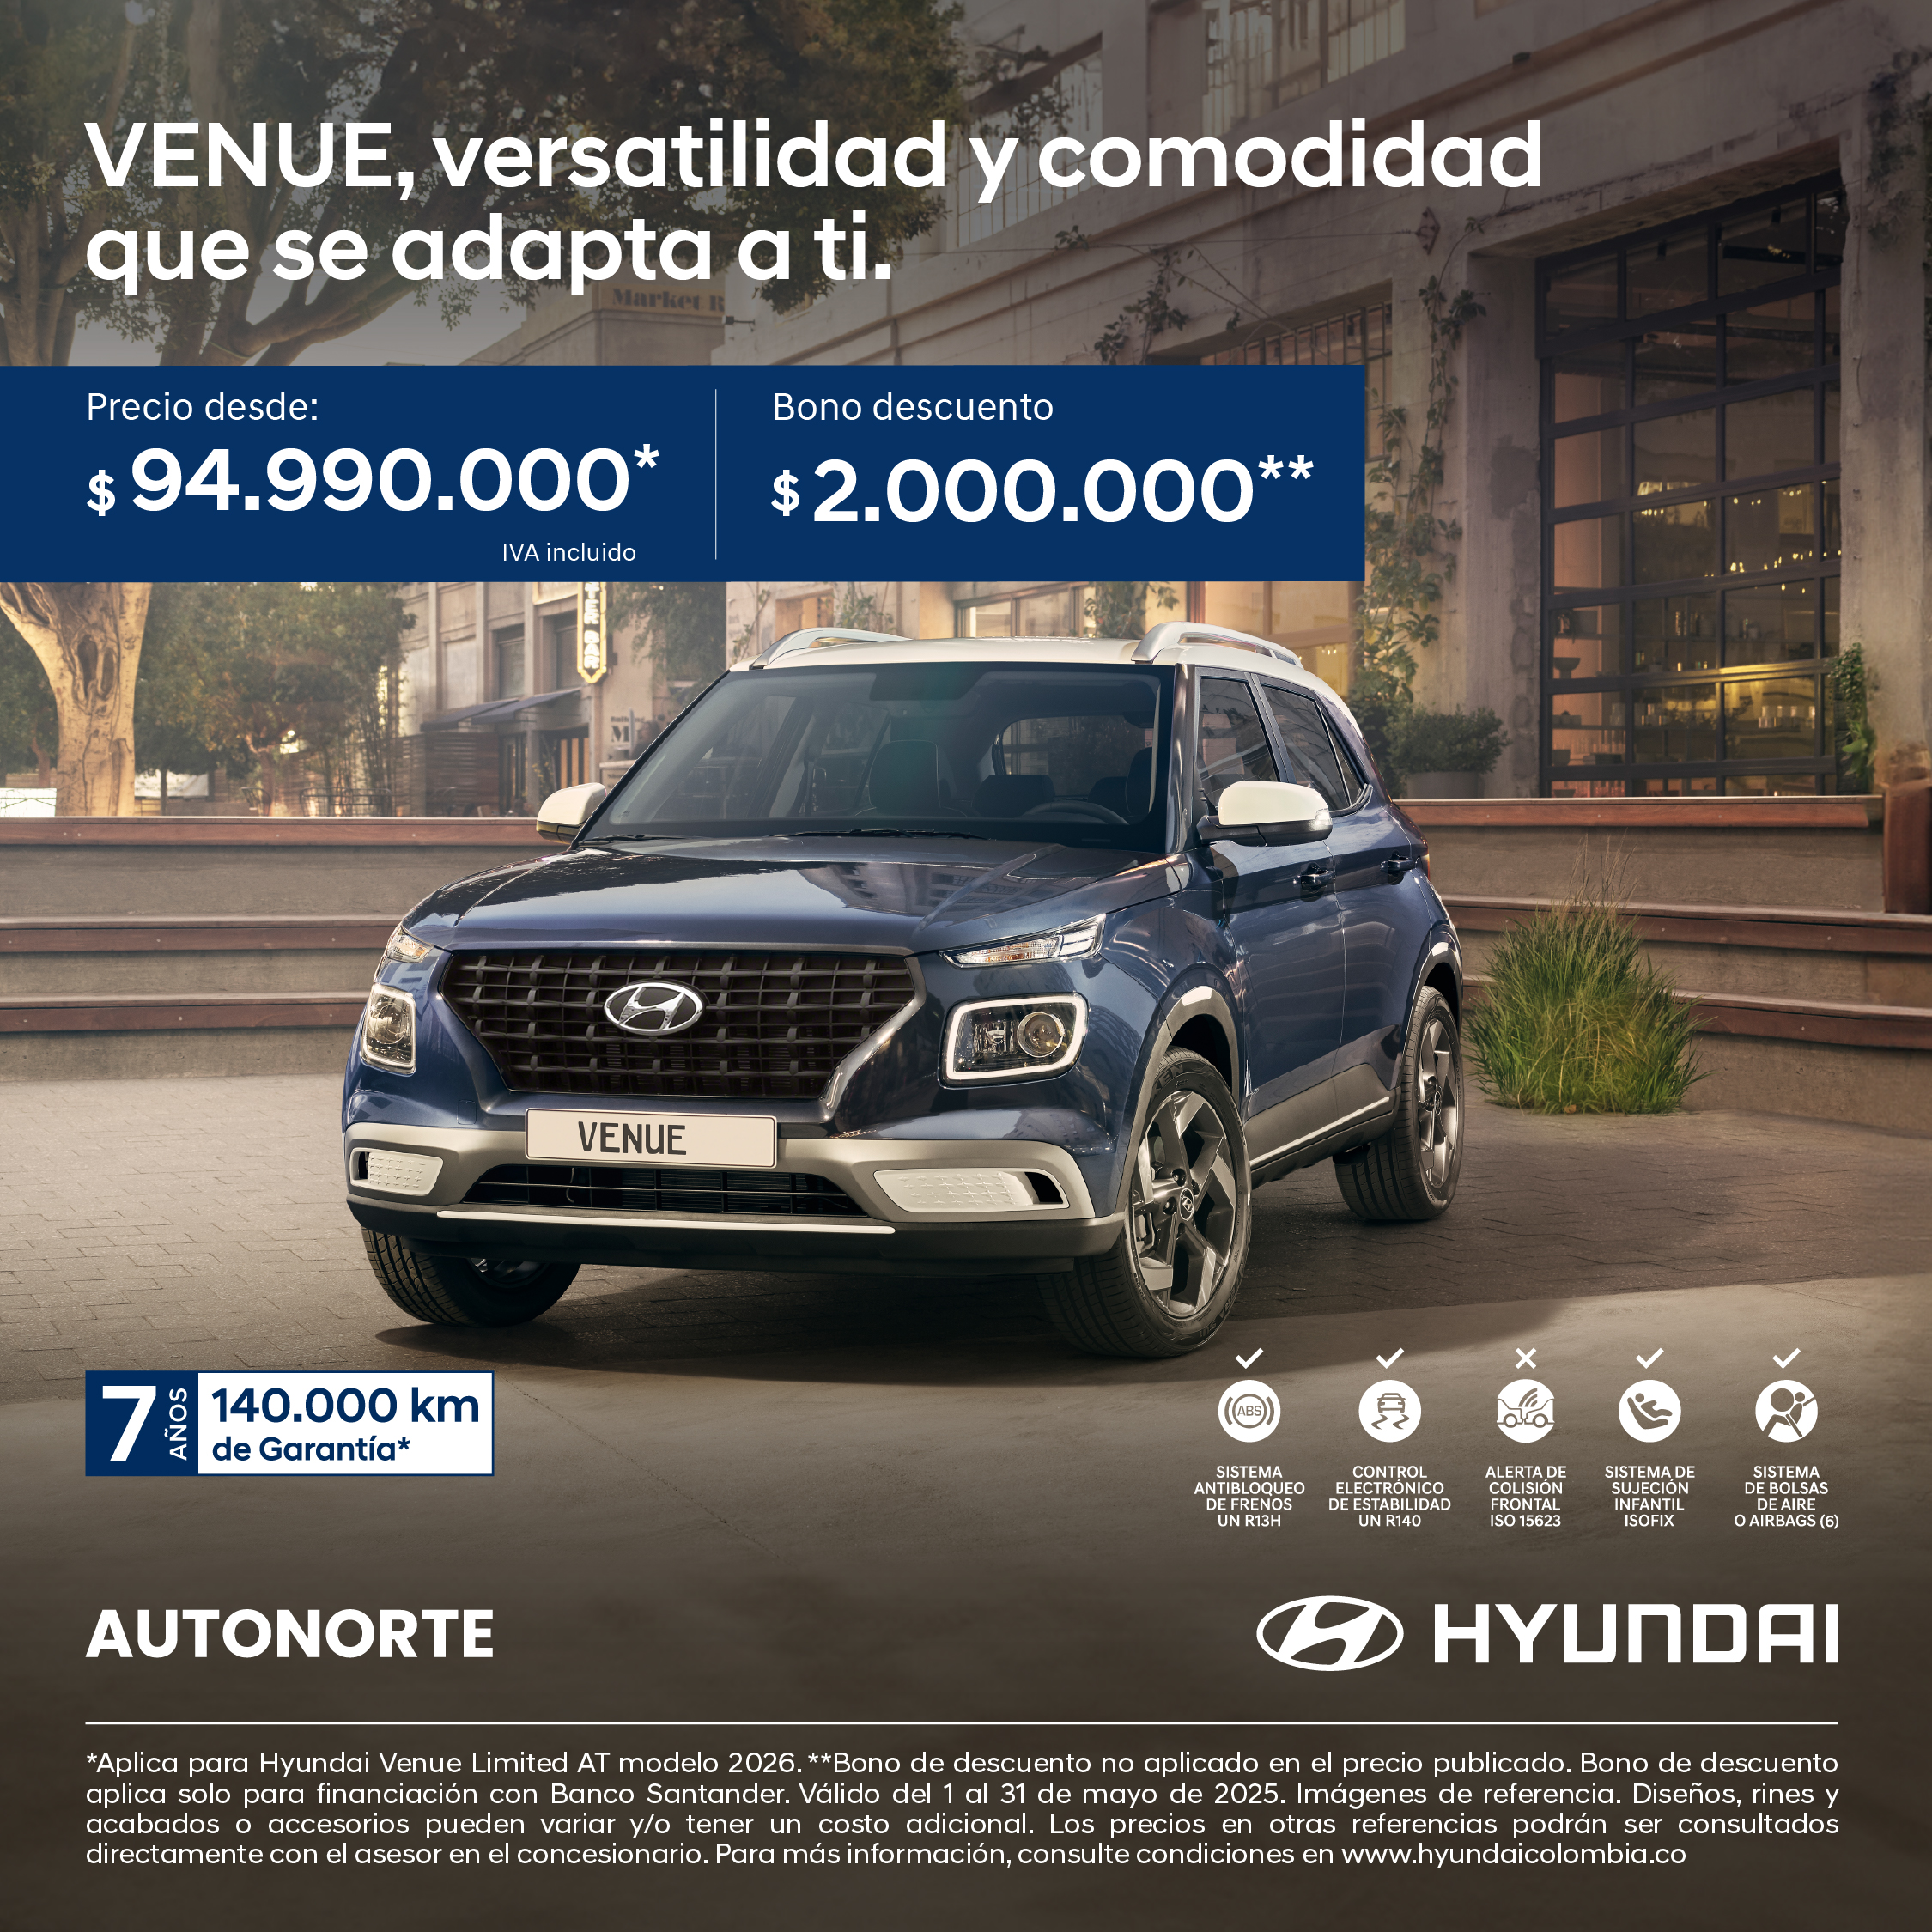 VENUE, versatilidad y comodidad
que se adapta a ti.
Market
Precio desde:
$ 94.990.000*
IVA incluido
Bono descuento
$ 2.000.000**
BAR
VENUE
7 AÑOS
140.000 km
de Garantía*
ABS
SISTEMA
ANTIBLOQUEO
DE FRENOS
UN R13H
CONTROL
ELECTRÓNICO
DE ESTABILIDAD
UN R140
ALERTA DE
COLISIÓN
FRONTAL
ISO 15623
SISTEMA DE
SUJECIÓN
INFANTIL
ISOFIX
SISTEMA
DE BOLSAS
DE AIRE
O AIRBAGS (6)
AUTONORTE
HYUNDAI
*Aplica para Hyundai Venue Limited AT modelo 2026. **Bono de descuento no aplicado en el precio publicado. Bono de descuento
aplica solo para financiación con Banco Santander. Válido del 1 al 31 de mayo de 2025. Imágenes de referencia. Diseños, rines y
acabados o accesorios pueden variar y/o tener un costo adicional. Los precios en otras referencias podrán ser consultados
directamente con el asesor en el concesionario. Para más información, consulte condiciones en www.hyundaicolombia.co